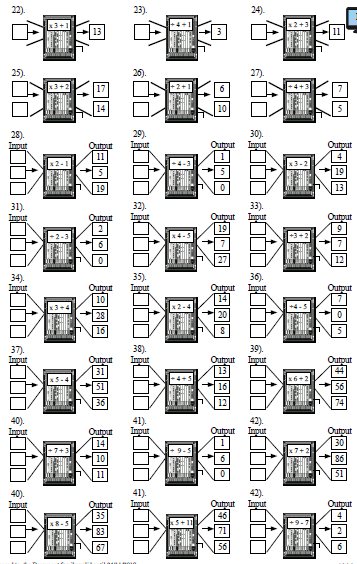 22). 23). 24).
x 3 + 1 ÷ 4 + 1 x 2 + 3
13 3 11
25). 26). 27).
x 3 + 2 ÷ 2 + 1 ÷ 4 + 3
17 6 7
14 10 5
28). 29). 30).
Input Output Input Output Input Output
11 1 4
x 2 - 1 ÷ 4 - 3 x 3 - 2
5 5 19
19 0 13
31). 32). 33).
Input Output Input Output Input Output
2 19 9
÷ 2 - 3 x 4 - 5 ÷3 + 2
6 7 7
0 27 12
34). 35). 36).
Input Output Input Output Input Output
10 14 7
x 3 + 4 x 2 - 4 ÷4 - 5
28 20 0
16 8 5
37). 38). 39).
Input Output Input Output Input Output
31 13 44
x 5 - 4 ÷ 4 + 5 x 6 + 2
51 16 56
36 12 74
40). 41). 42).
Input Output Input Output Input Output
14 1 30
÷ 7 + 3 ÷ 9 - 5 x 7 + 2
10 6 86
11 0 51
40). 41). 42).
Input Output Input Output Input Output
35 46 4
x 8 - 5 x 5 + 11 ÷ 9 - 7
83 71 2
67 56 6